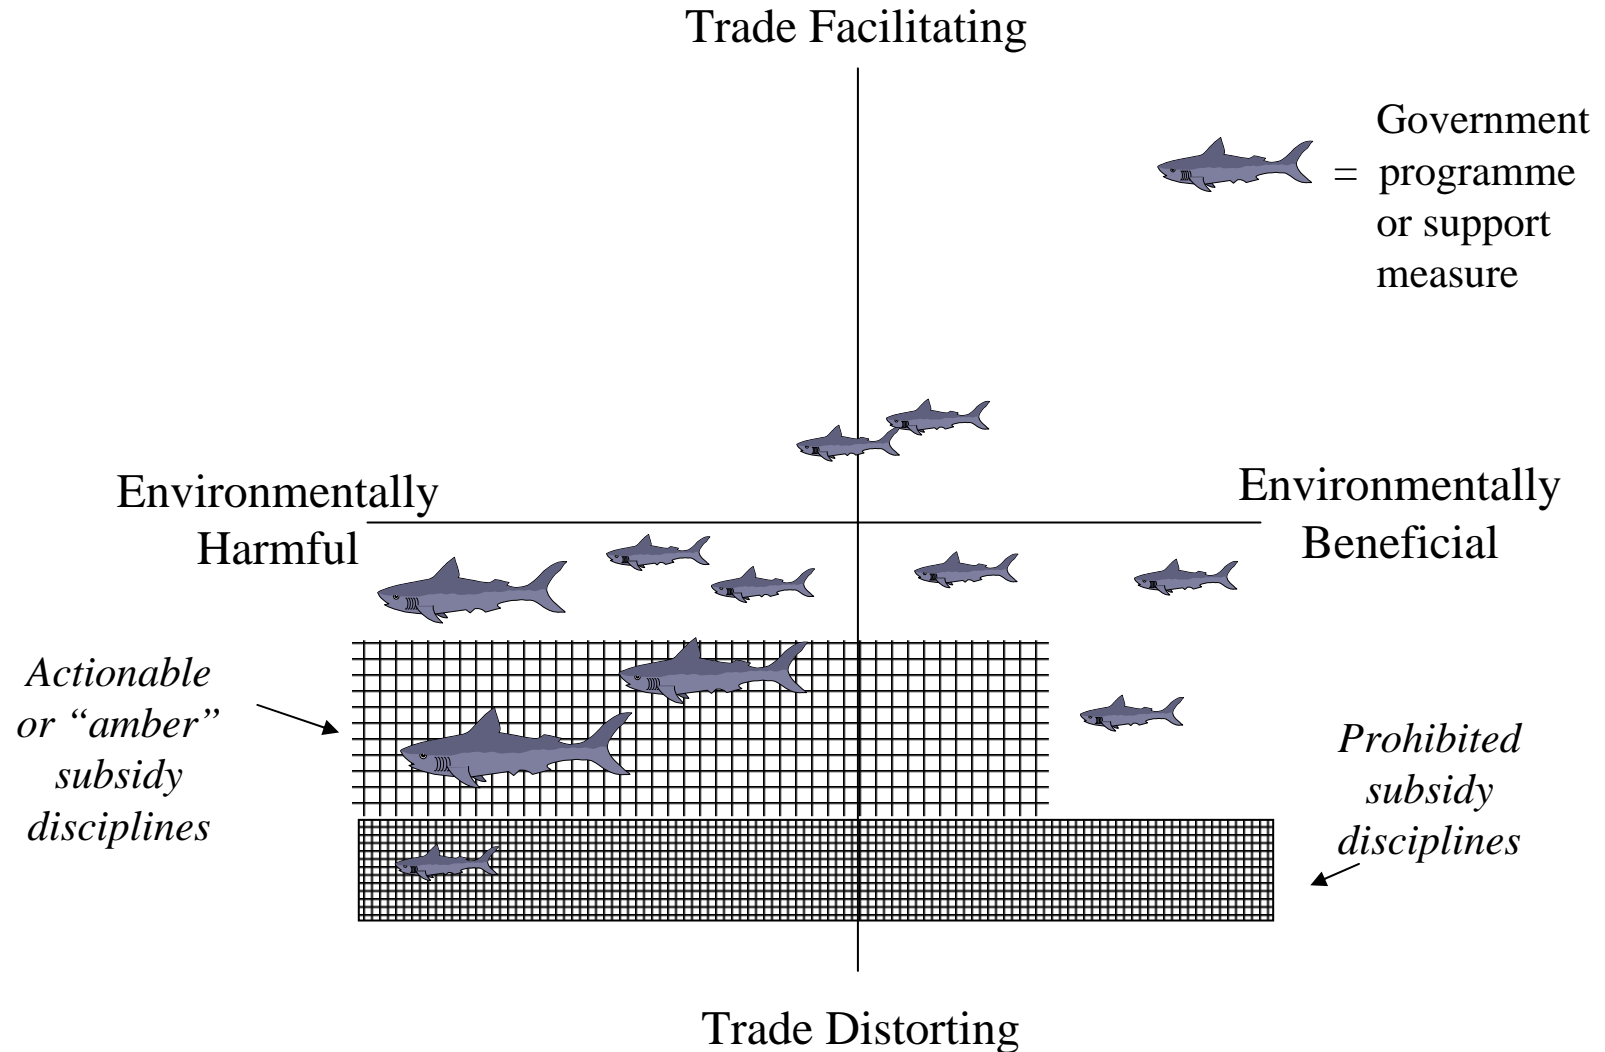 Trade Facilitating
Government
= programme
or support
measure
Environmentally
Harmful
Environmentally
Beneficial
Actionable
or “amber”
subsidy
disciplines
Prohibited
subsidy
disciplines
Trade Distorting